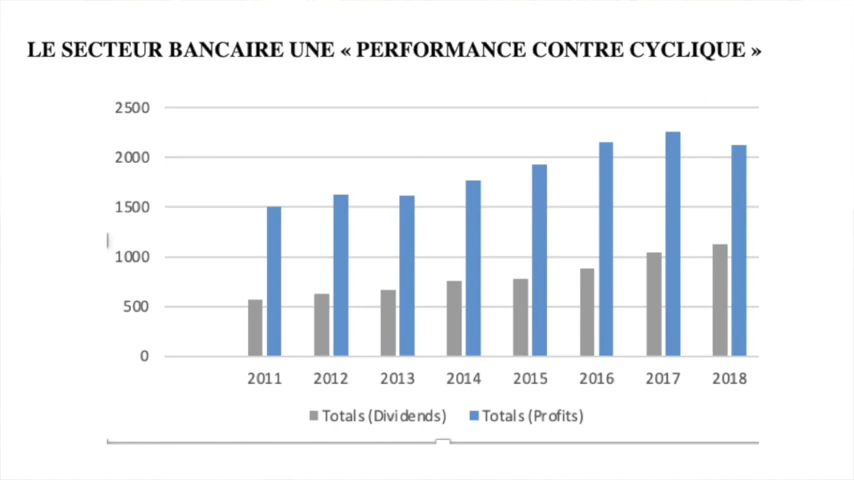 LE SECTEUR BANCAIRE UNE « PERFORMANCE CONTRE CYCLIQUE »
2500
2000
1500
1000
500
0
2011 2012 2013 2014 2015 2016 2017 2018
Totals (Dividends) Totals (Profits)